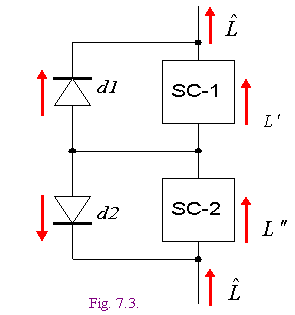 L̂
d1
SC-1
L'
d2
SC-2
L"
L̂
Fig. 7.3.